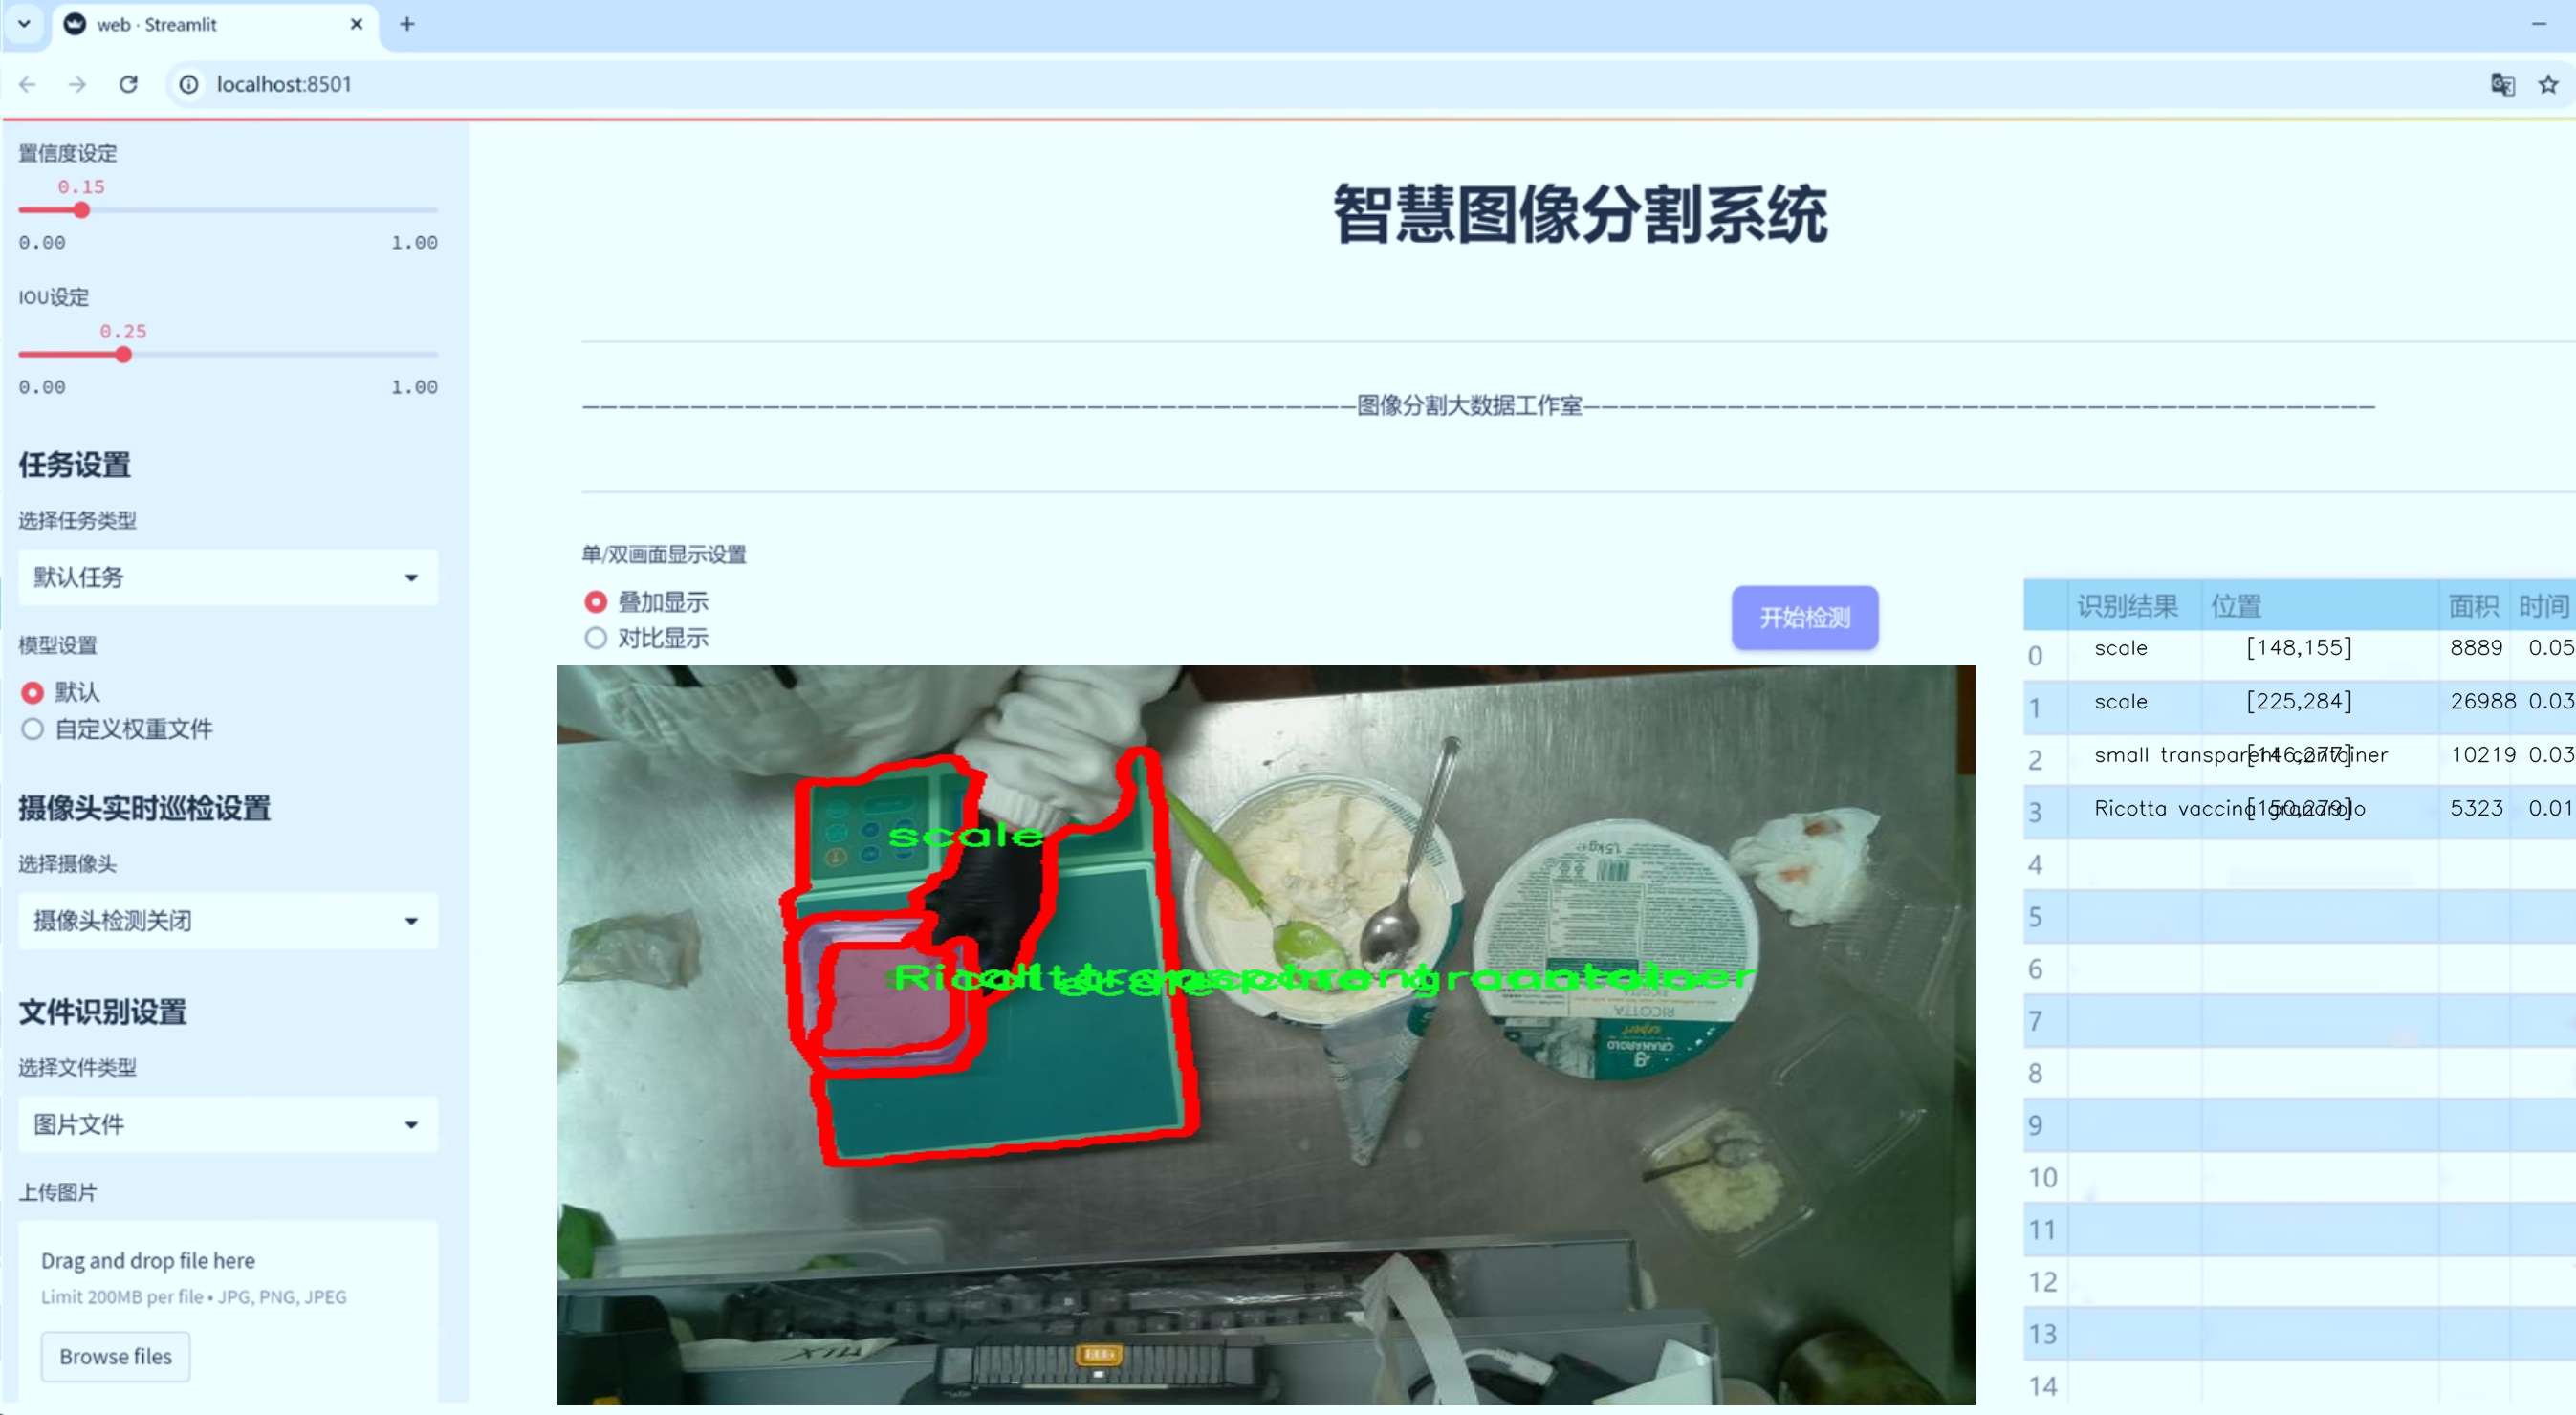 web · Streamlit
localhost:8501
置信度设定
0.15
0.00 1.00
IOU设定
0.25
0.00 1.00
任务设置
选择任务类型
默认任务
模型设置
默认
自定义权重文件
摄像头实时巡检设置
选择摄像头
摄像头检测关闭
文件识别设置
选择文件类型
图片文件
上传图片
Drag and drop file here
Limit 200MB per file • JPG, PNG, JPEG
Browse files
智慧图像分割系统
图像分割大数据工作室
单/双画面显示设置
叠加显示
对比显示
开始检测
scale
1.5kg e
RICOTTA
expert
GRANAROLO
识别结果 位置 面积 时间
0 scale [148,155] 8889 0.05
1 scale [225,284] 26988 0.03
2 small transparent container [146,277] 10219 0.03
3 Ricotta vaccina granarolo [150,279] 5323 0.01
4
5
6
7
8
9
10
11
12
13
14